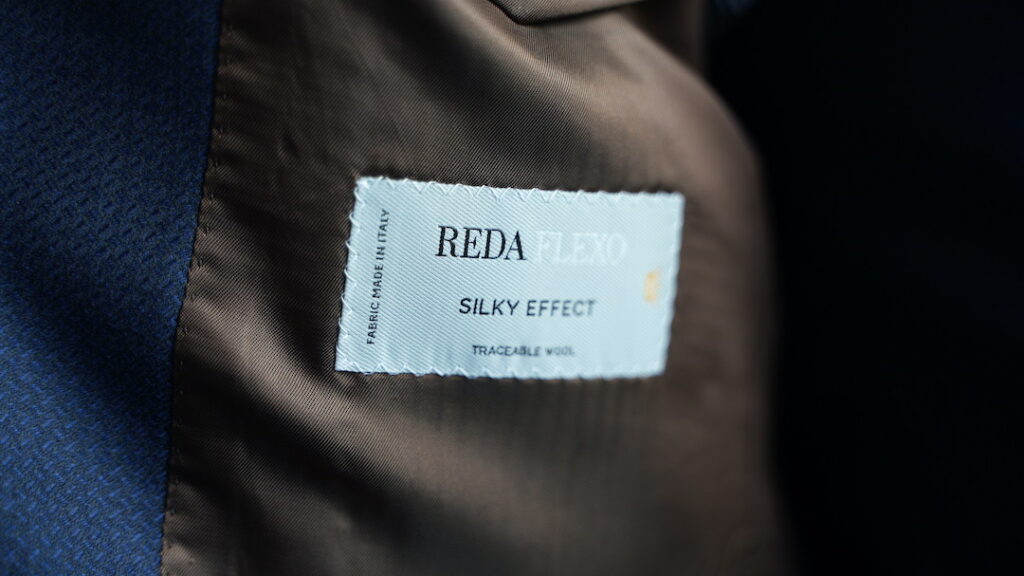 FABRIC MADE IN ITALY
REDA FLEXO
SILKY EFFECT
TRACEABLE WOOL